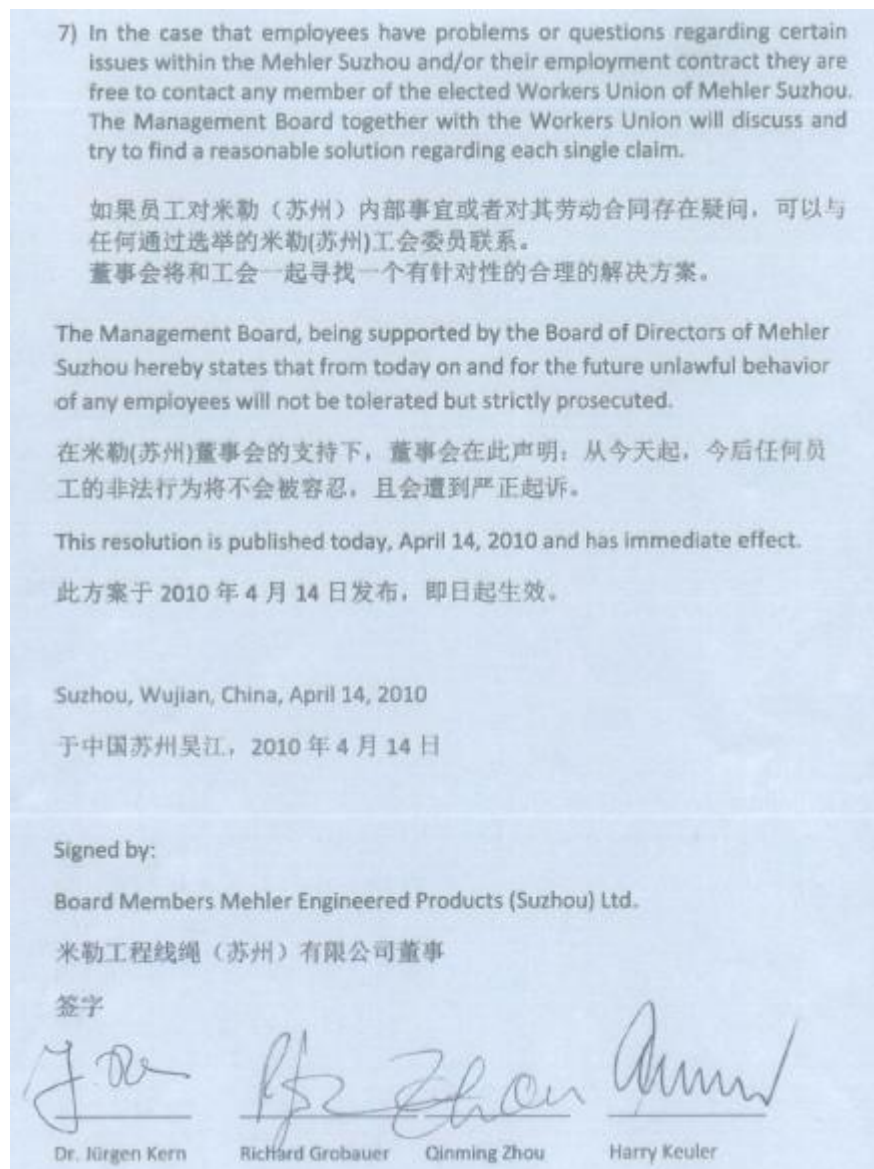 7) In the case that employees have problems or questions regarding certain
issues within the Mehler Suzhou and/or their employment contract they are
free to contact any member of the elected Workers Union of Mehler Suzhou.
The Management Board together with the Workers Union will discuss and
try to find a reasonable solution regarding each single claim.
如果员工对米勒（苏州）内部事宜或者对其劳动合同存在疑问，可以与
任何通过选举的米勒(苏州)工会委员联系。
董事会将和工会一起寻找一个有针对性的合理的解决方案。
The Management Board, being supported by the Board of Directors of Mehler
Suzhou hereby states that from today on and for the future unlawful behavior
of any employees will not be tolerated but strictly prosecuted.
在米勒(苏州)董事会的支持下，董事会在此声明：从今天起，今后任何员
工的非法行为将不会被容忍，且会遭到严正起诉。
This resolution is published today, April 14, 2010 and has immediate effect.
此方案于 2010 年 4 月 14 日发布，即日起生效。
Suzhou, Wujian, China, April 14, 2010
于中国苏州吴江，2010 年 4 月 14 日
Signed by:
Board Members Mehler Engineered Products (Suzhou) Ltd.
米勒工程线绳（苏州）有限公司董事
签字
Zhou
Dr. Jürgen Kern Richard Grobauer Qinming Zhou Harry Keuler